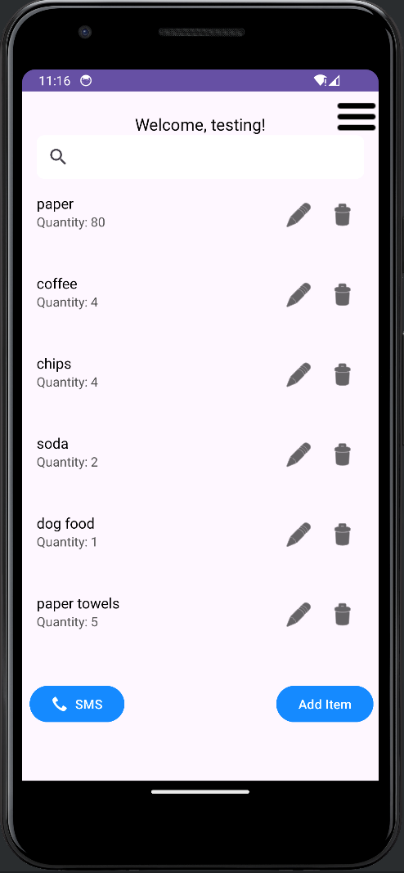 11:16
Welcome, testing!
paper
Quantity: 80
coffee
Quantity: 4
chips
Quantity: 4
soda
Quantity: 2
dog food
Quantity: 1
paper towels
Quantity: 5
SMS
Add Item